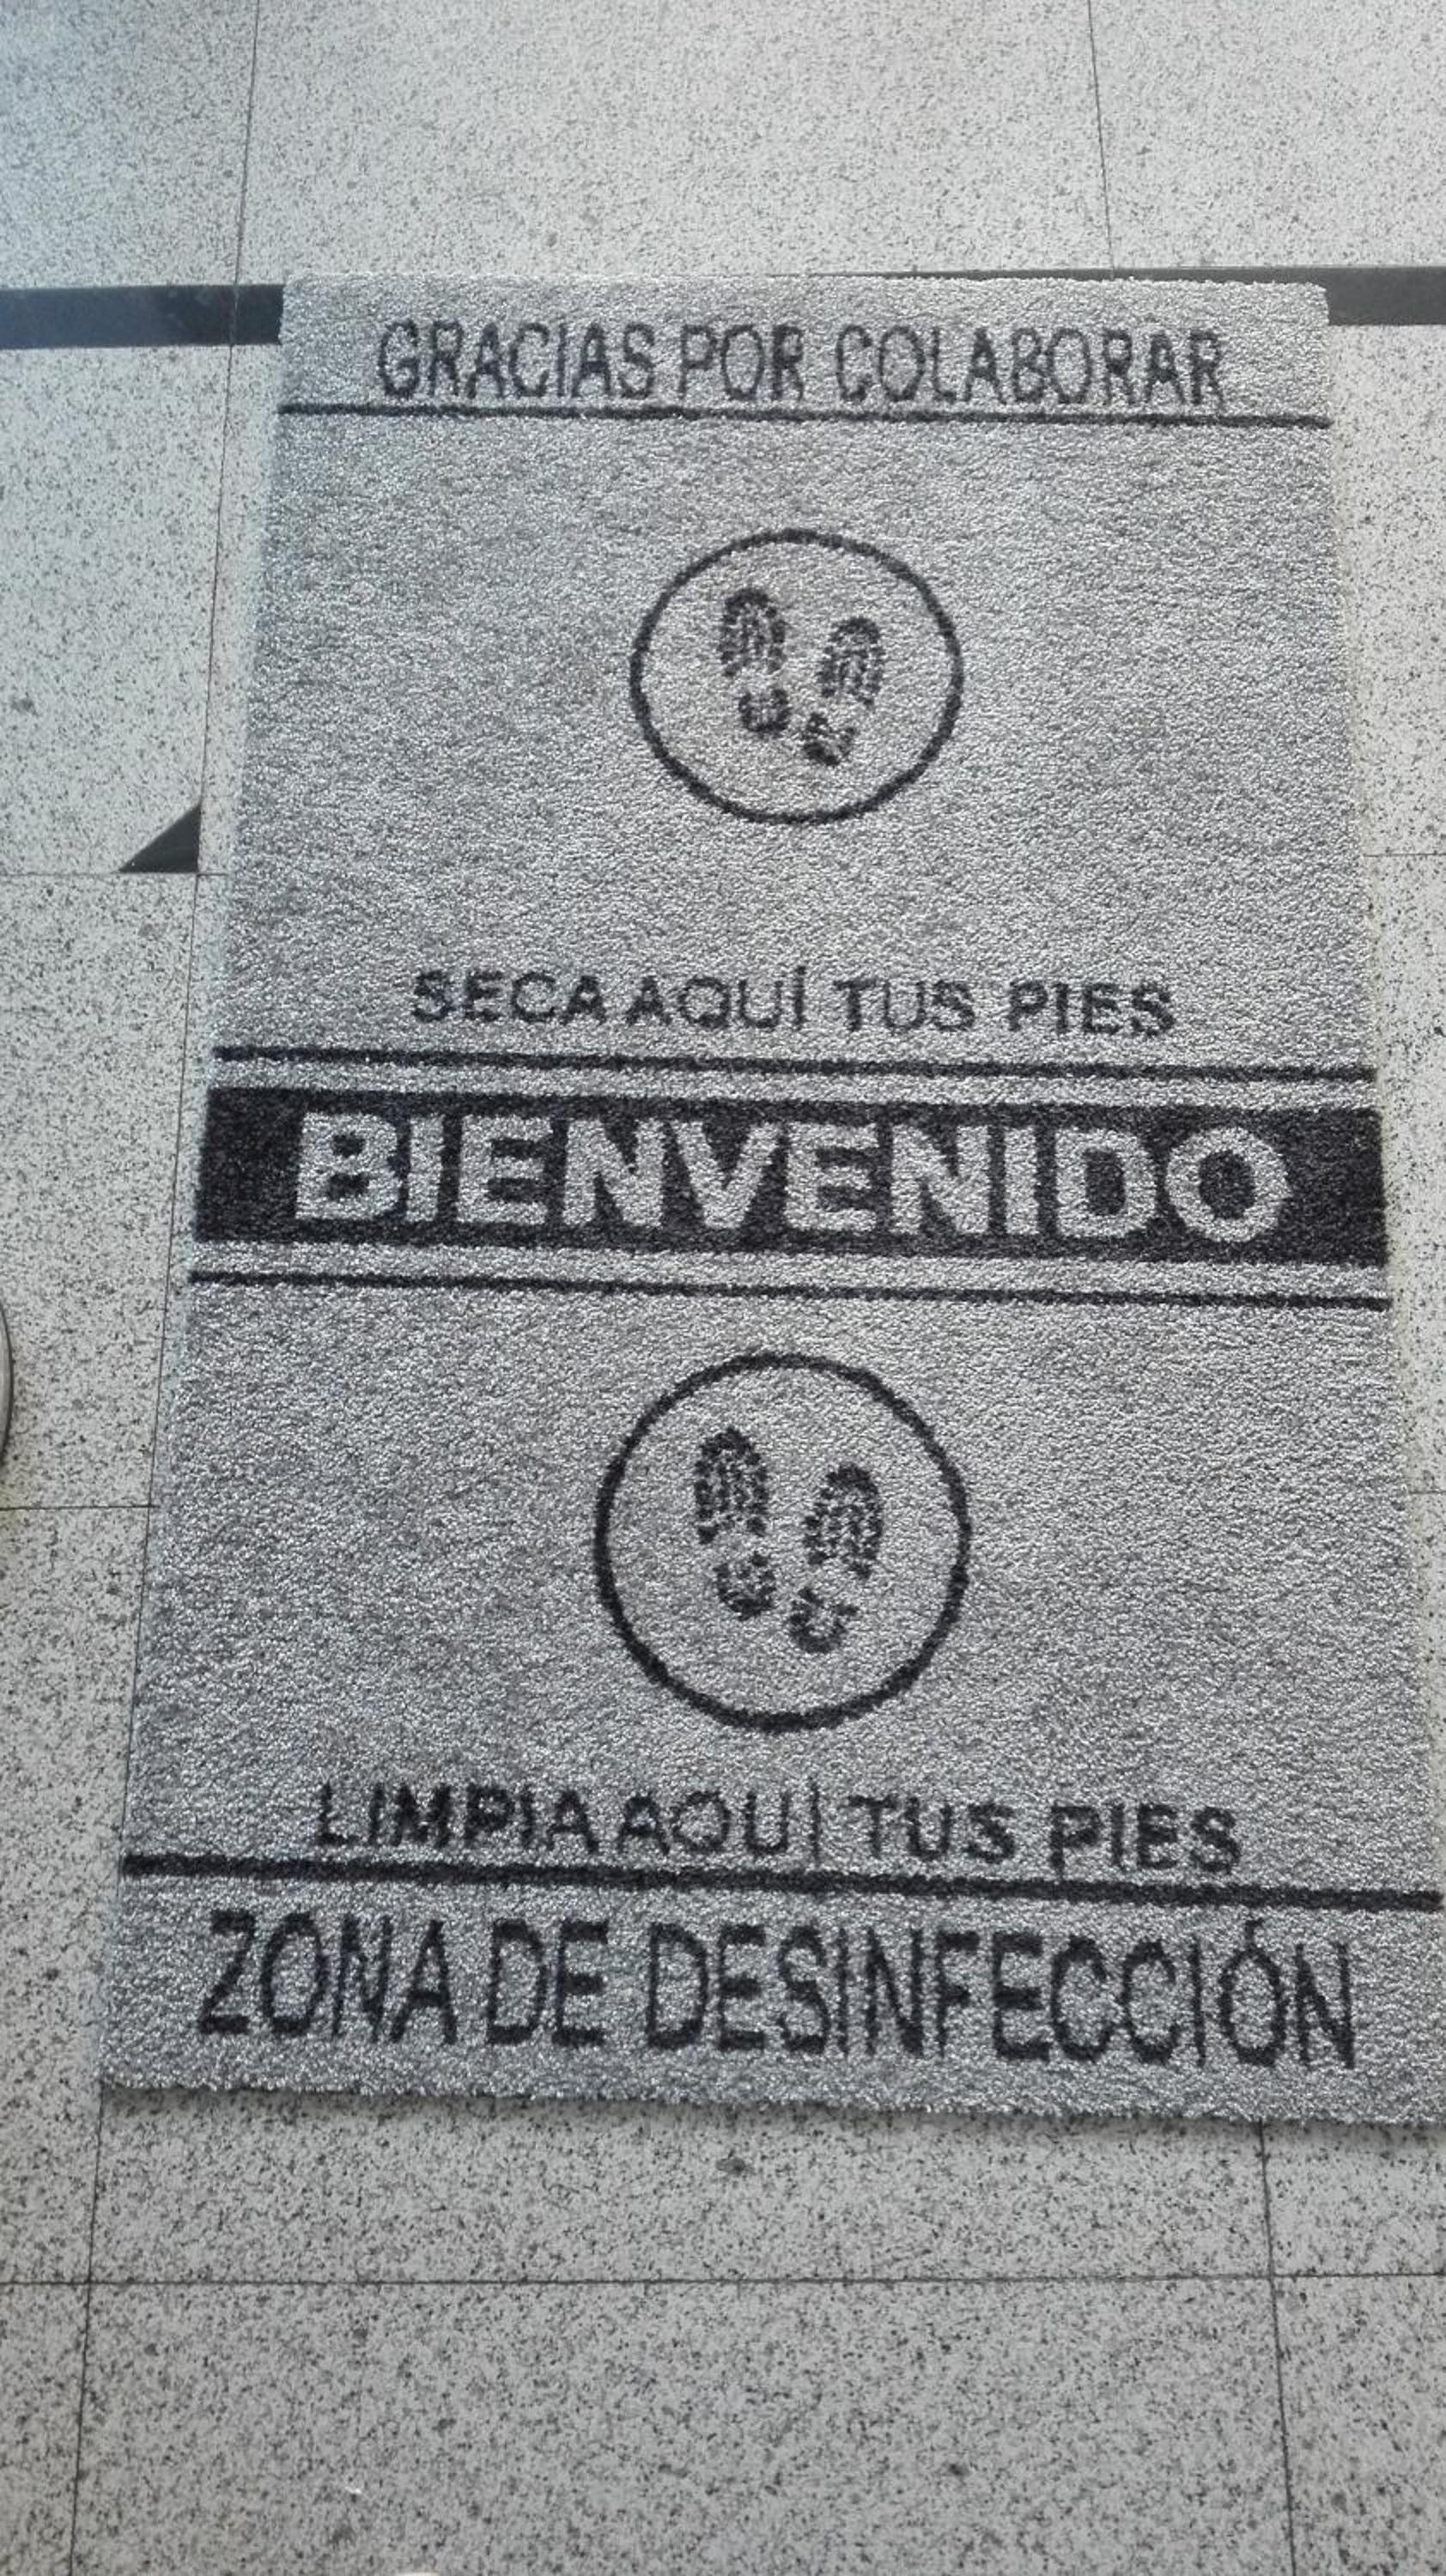 GRACIAS POR COLABORAR
SECA AQUÍ TUS PIES
BIENVENIDO
LIMPIA AQUÍ TUS PIES
ZONA DE DESINFECCIÓN